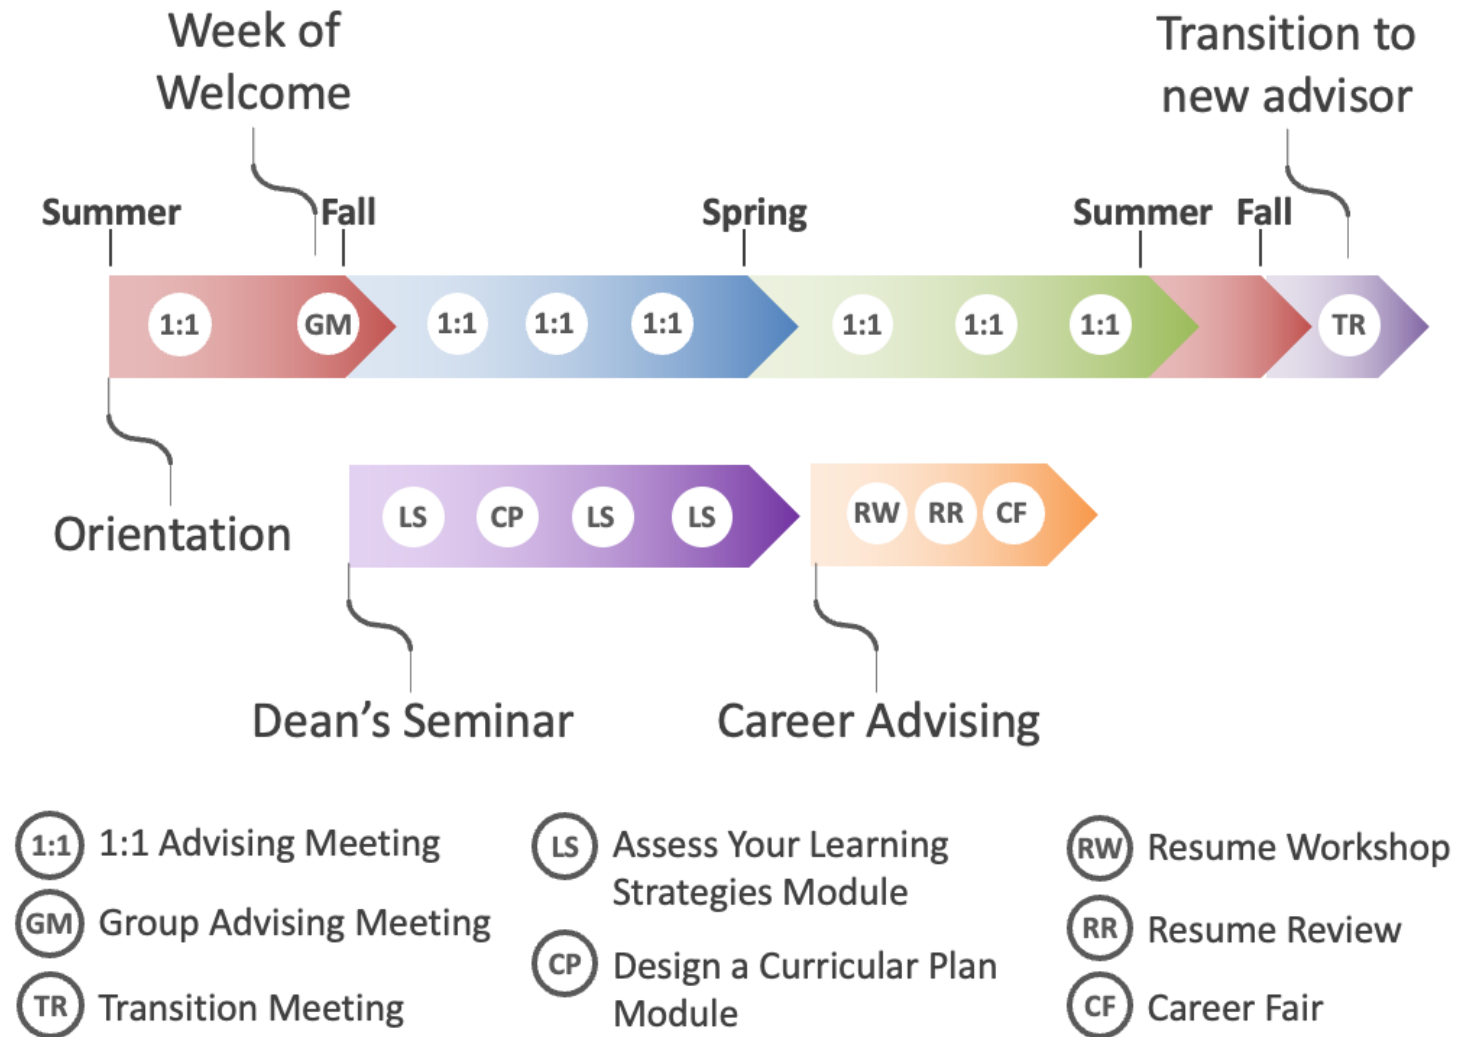 Week of
Welcome
Transition to
new advisor
Summer
Fall
Spring
Summer
Fall
1:1
GM
1:1
1:1
1:1
1:1
1:1
1:1
TR
Orientation
LS
CP
LS
LS
RW
RR
CF
Dean's Seminar
Career Advising
1:1 1:1 Advising Meeting
GM Group Advising Meeting
TR Transition Meeting
LS Assess Your Learning
Strategies Module
CP Design a Curricular Plan
Module
RW Resume Workshop
RR Resume Review
CF Career Fair